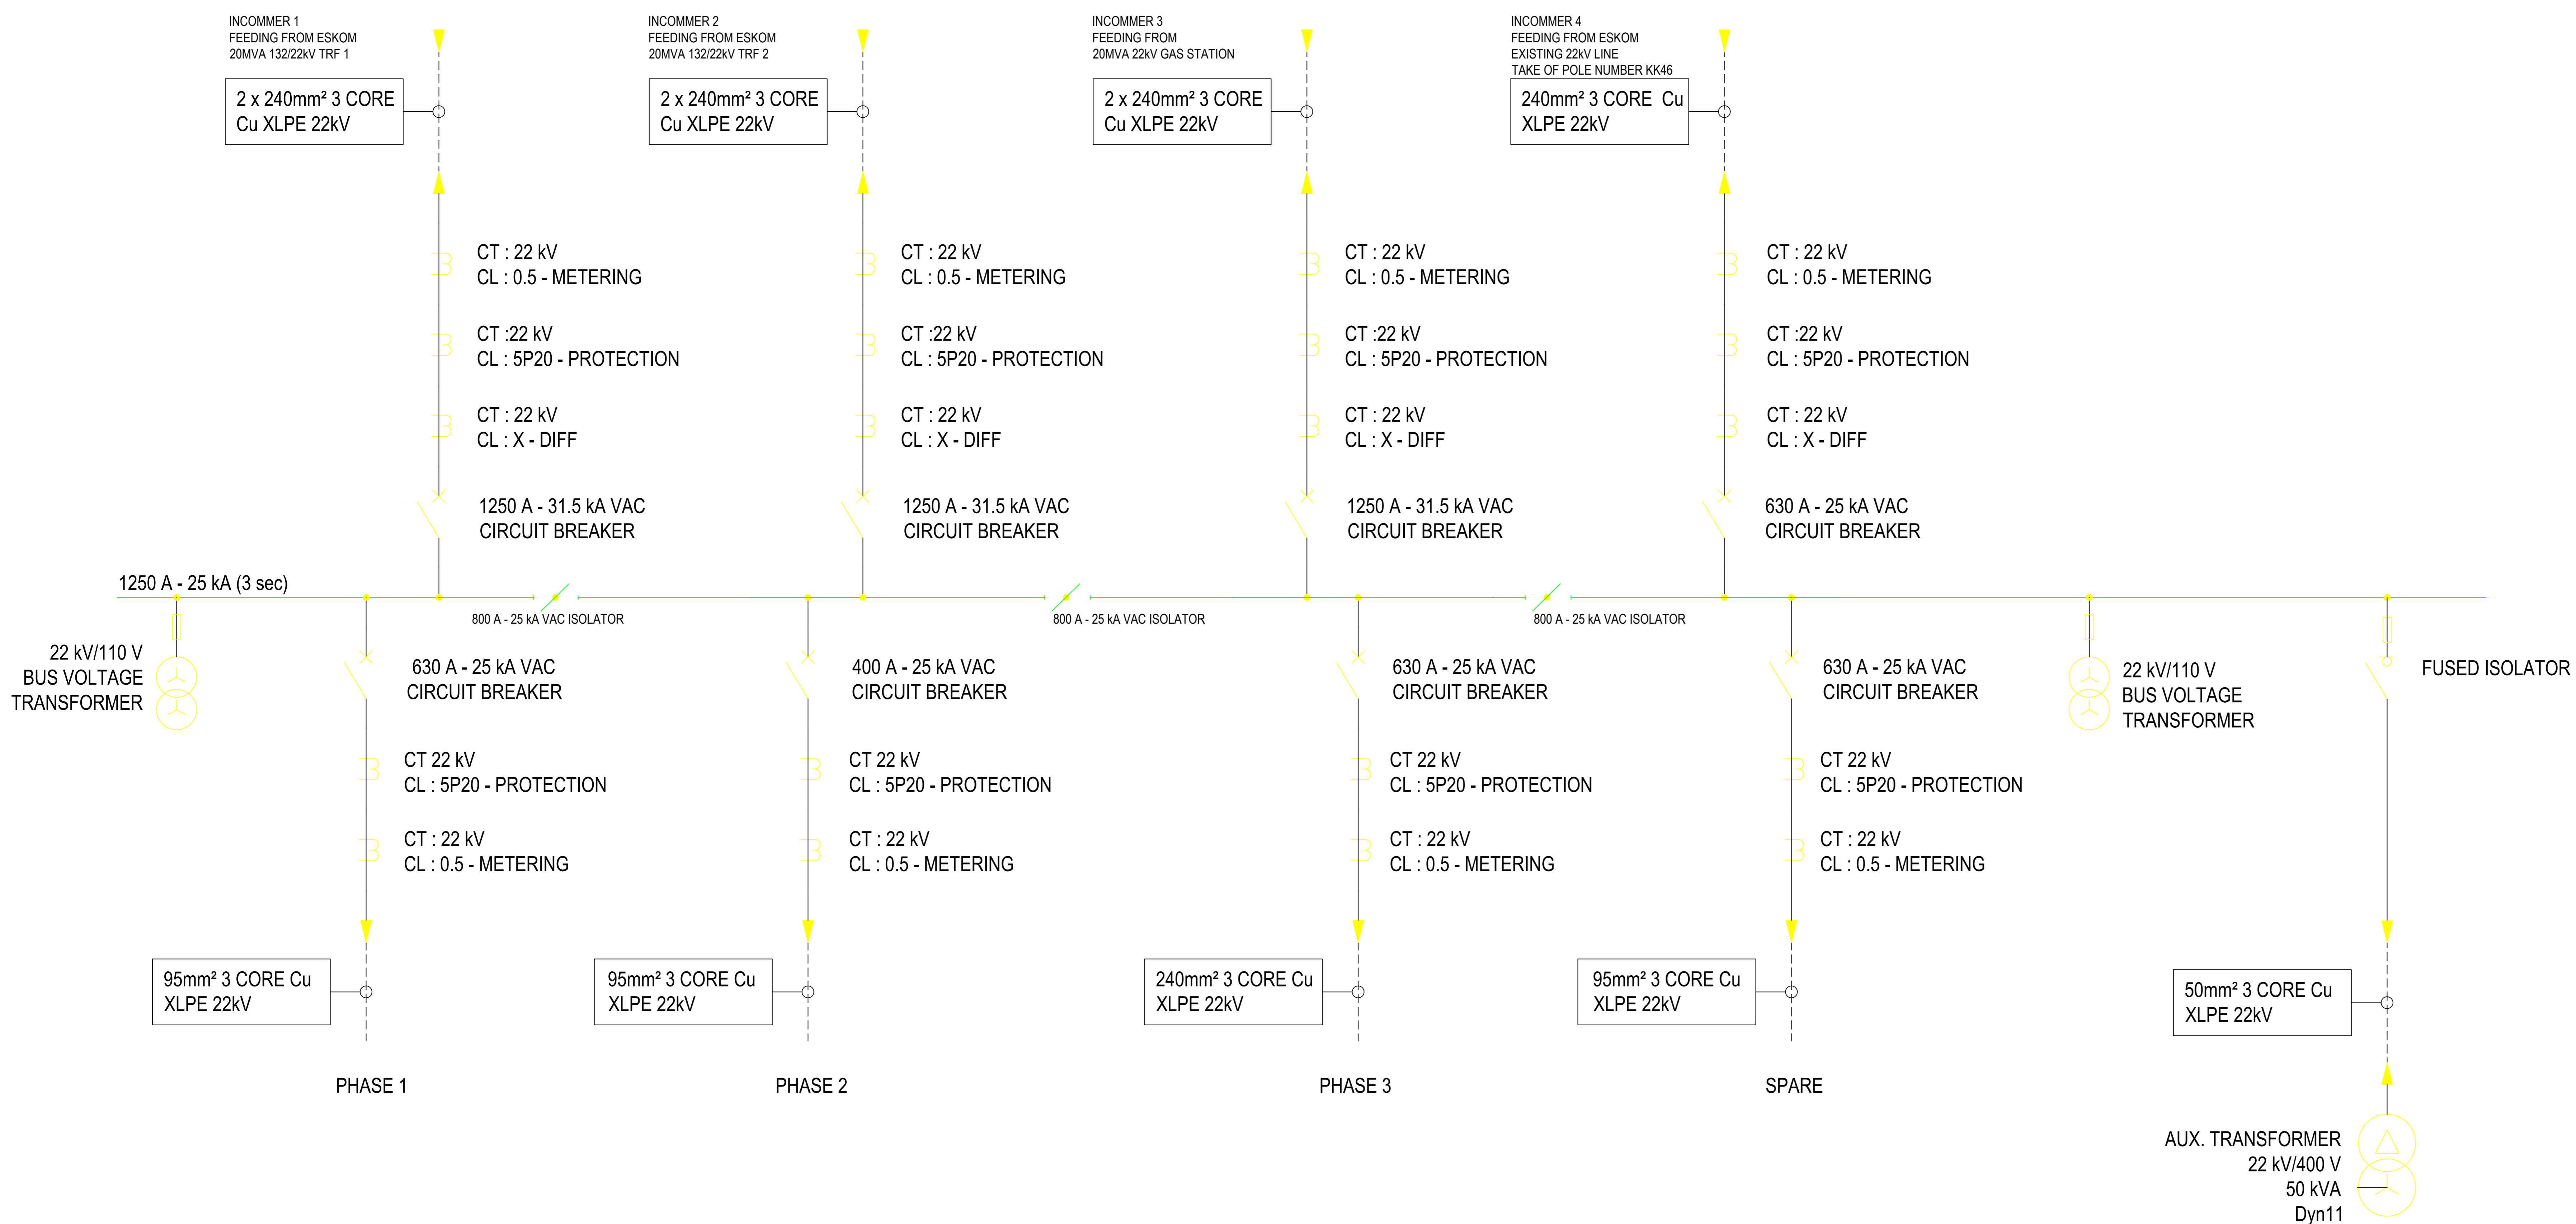 INCOMMER 1
FEEDING FROM ESKOM
20MVA 132/22kV TRF 1
INCOMMER 2
FEEDING FROM ESKOM
20MVA 132/22kV TRF 2
INCOMMER 3
FEEDING FROM
20MVA 22kV GAS STATION
INCOMMER 4
FEEDING FROM ESKOM
EXISTING 22kV LINE
TAKE OF POLE NUMBER KK46
2 x 240mm² 3 CORE
Cu XLPE 22kV
2 x 240mm² 3 CORE
Cu XLPE 22kV
2 x 240mm² 3 CORE
Cu XLPE 22kV
240mm² 3 CORE Cu
XLPE 22kV
CT : 22 kV
CL : 0.5 - METERING
CT : 22 kV
CL : 0.5 - METERING
CT : 22 kV
CL : 0.5 - METERING
CT : 22 kV
CL : 0.5 - METERING
CT :22 kV
CL : 5P20 - PROTECTION
CT :22 kV
CL : 5P20 - PROTECTION
CT :22 kV
CL : 5P20 - PROTECTION
CT :22 kV
CL : 5P20 - PROTECTION
CT : 22 kV
CL : X - DIFF
CT : 22 kV
CL : X - DIFF
CT : 22 kV
CL : X - DIFF
CT : 22 kV
CL : X - DIFF
1250 A - 31.5 kA VAC
CIRCUIT BREAKER
1250 A - 31.5 kA VAC
CIRCUIT BREAKER
1250 A - 31.5 kA VAC
CIRCUIT BREAKER
630 A - 25 kA VAC
CIRCUIT BREAKER
1250 A - 25 kA (3 sec)
800 A - 25 kA VAC ISOLATOR
800 A - 25 kA VAC ISOLATOR
800 A - 25 kA VAC ISOLATOR
22 kV/110 V
BUS VOLTAGE
TRANSFORMER
630 A - 25 kA VAC
CIRCUIT BREAKER
400 A - 25 kA VAC
CIRCUIT BREAKER
630 A - 25 kA VAC
CIRCUIT BREAKER
630 A - 25 kA VAC
CIRCUIT BREAKER
22 kV/110 V
BUS VOLTAGE
TRANSFORMER
FUSED ISOLATOR
CT 22 kV
CL : 5P20 - PROTECTION
CT 22 kV
CL : 5P20 - PROTECTION
CT 22 kV
CL : 5P20 - PROTECTION
CT 22 kV
CL : 5P20 - PROTECTION
CT : 22 kV
CL : 0.5 - METERING
CT : 22 kV
CL : 0.5 - METERING
CT : 22 kV
CL : 0.5 - METERING
CT : 22 kV
CL : 0.5 - METERING
95mm² 3 CORE Cu
XLPE 22kV
95mm² 3 CORE Cu
XLPE 22kV
240mm² 3 CORE Cu
XLPE 22kV
95mm² 3 CORE Cu
XLPE 22kV
50mm² 3 CORE Cu
XLPE 22kV
PHASE 1
PHASE 2
PHASE 3
SPARE
AUX. TRANSFORMER
22 kV/400 V
50 kVA
Dyn11